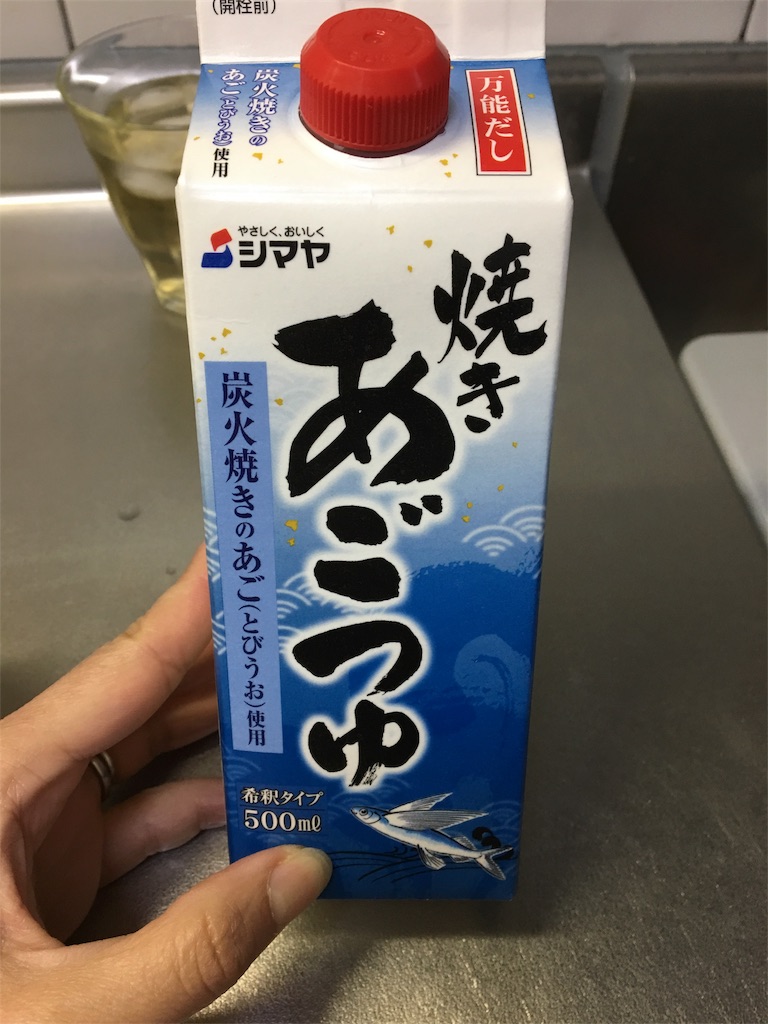 (開栓前)
炭火焼きの
あご(とびうお)使用
万能だし
やさしく、おいしく
シマヤ
焼き
あごつゆ
炭火焼きのあご(とびうお)使用
希釈タイプ
500mℓ